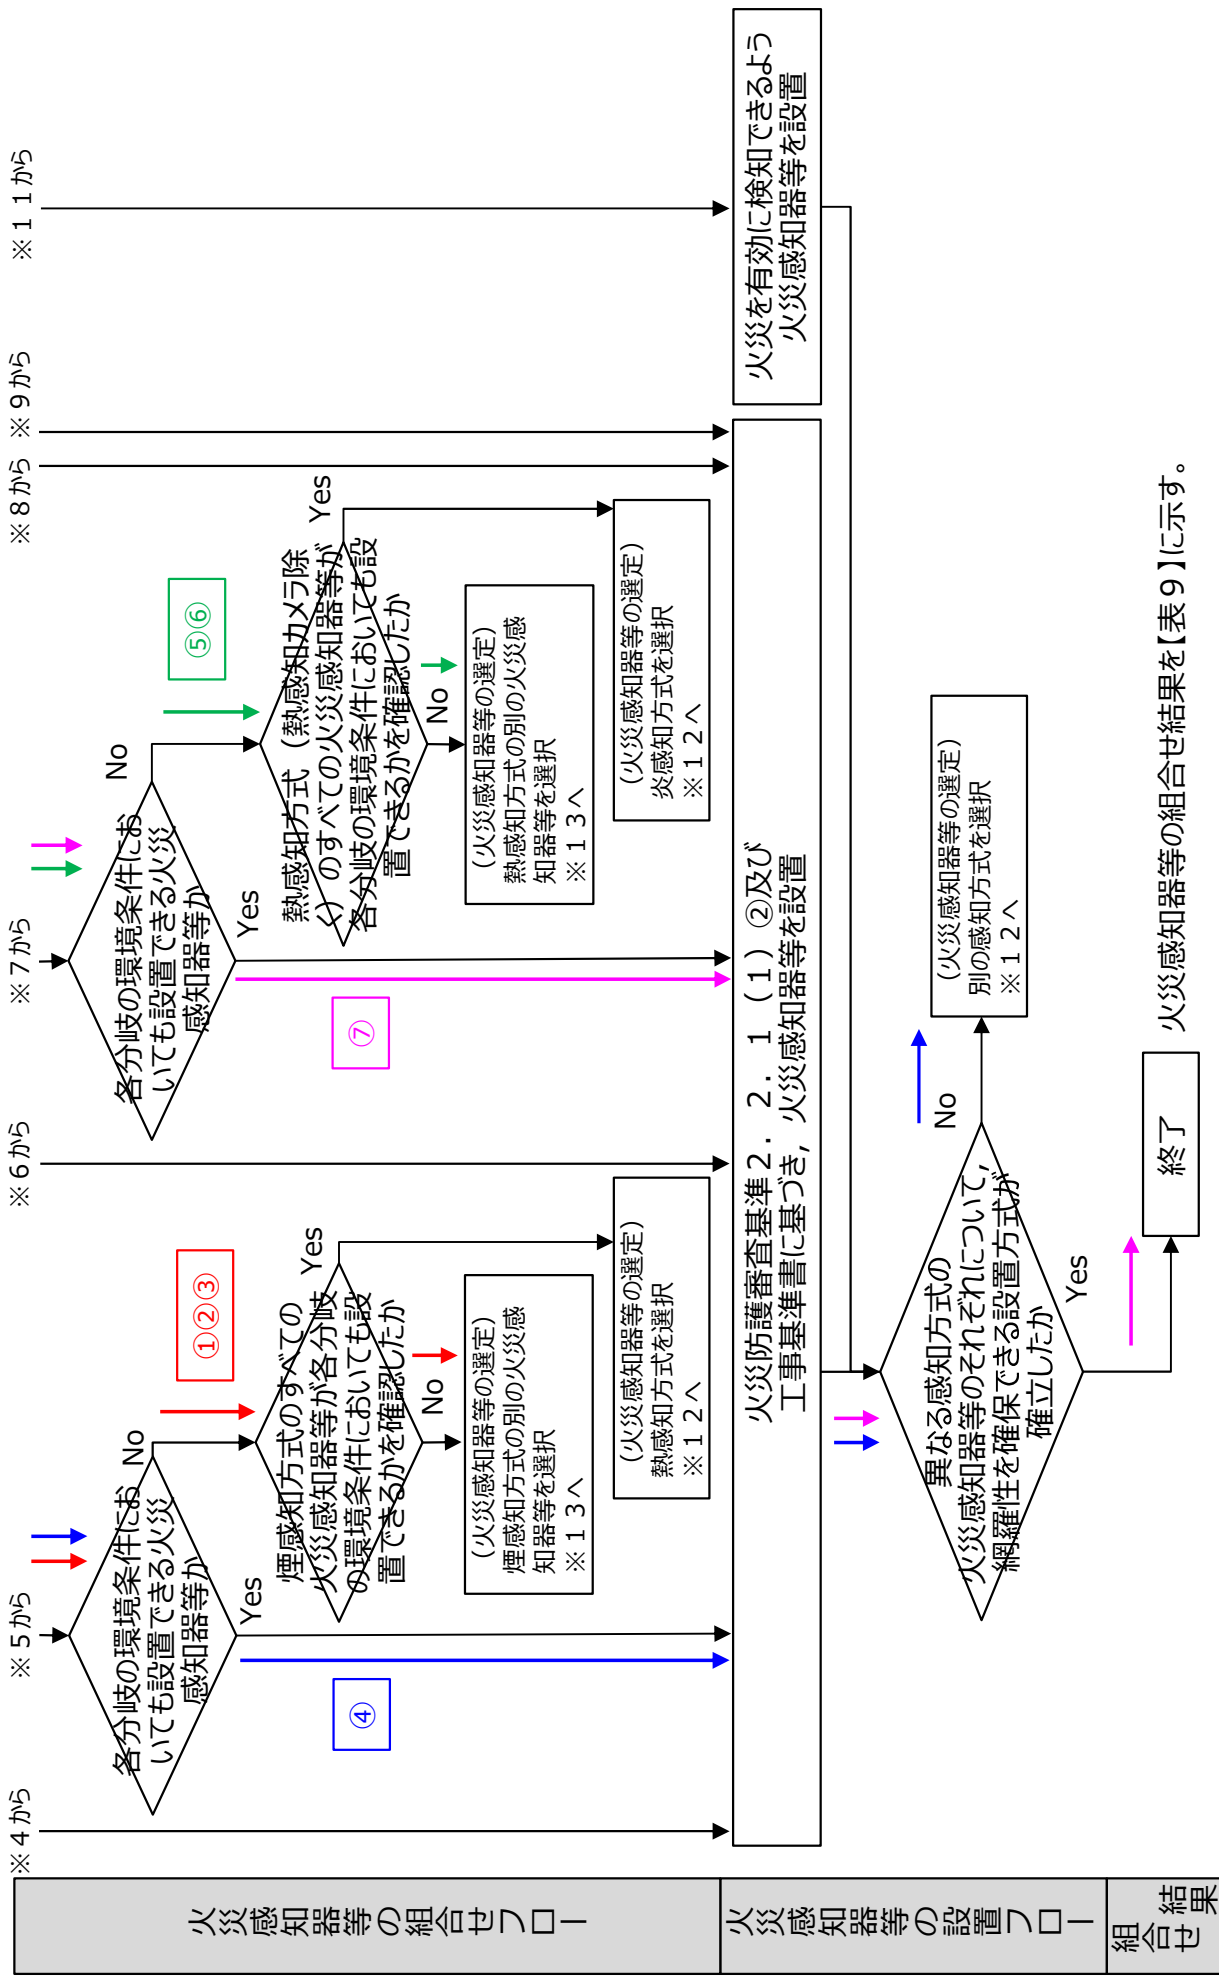 ※4から
※5から
※6から
※7から
※8から
※9から
※11から
火災感知器等の組合せフロー
各分岐の環境条件にお
いても設置できる火災
感知器等か
No
Yes
①②③
④
煙感知方式のすべての
火災感知器等が各分岐
の環境条件においても設
置できるかを確認したか
Yes
No
（火災感知器等の選定）
煙感知方式の別の火災感
知器等を選択
※13へ
（火災感知器等の選定）
熱感知方式を選択
※12へ
各分岐の環境条件にお
いても設置できる火災
感知器等か
No
Yes
⑤⑥
⑦
熱感知方式（熱感知カメラ除
く）のすべての火災感知器等が
各分岐の環境条件においても設
置できるかを確認したか
Yes
No
（火災感知器等の選定）
熱感知方式の別の火災感
知器等を選択
※13へ
（火災感知器等の選定）
炎感知方式を選択
※12へ
火災感知器等の設置フロー
火災防護審査基準２．２．１（１）②及び
工事基準書に基づき，火災感知器等を設置
火災を有効に検知できるよう
火災感知器等を設置
異なる感知方式の
火災感知器等のそれぞれについて，
網羅性を確保できる設置方式が
確立したか
No
Yes
（火災感知器等の選定）
別の感知方式を選択
※12へ
組合せ
結果
終了
火災感知器等の組合せ結果を【表９】に示す。